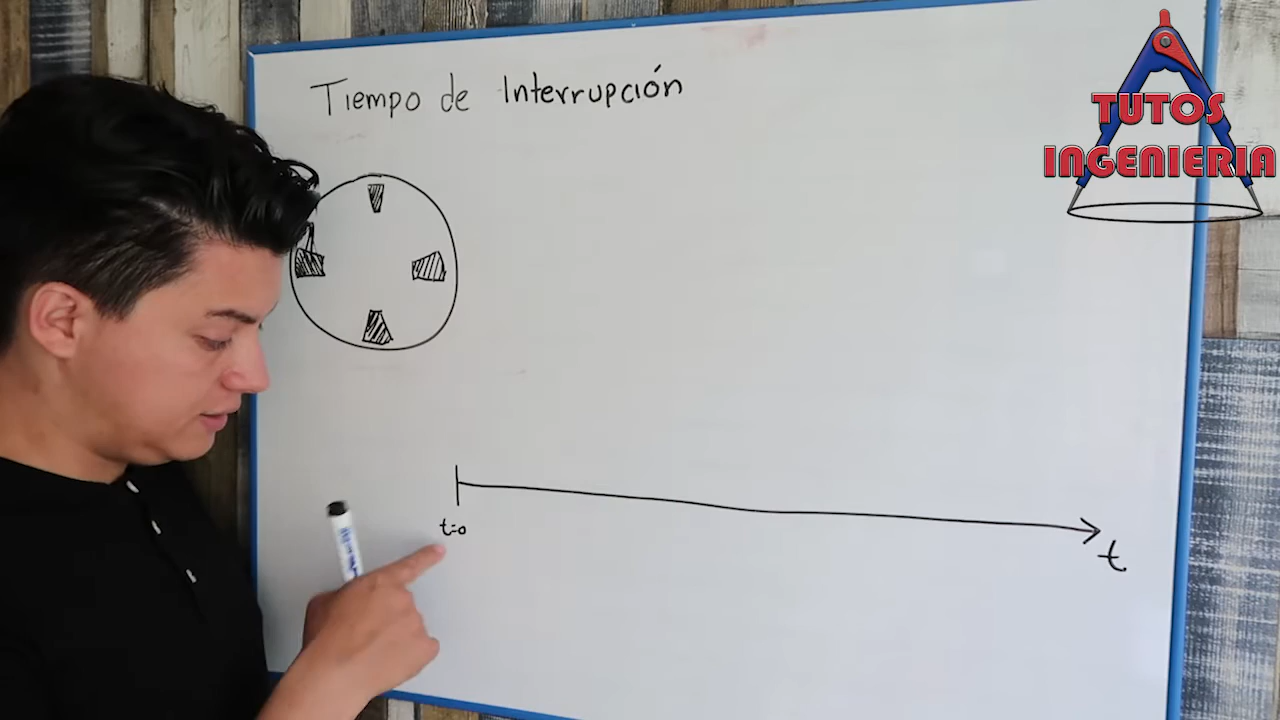 Tiempo de Interrupción
TUTOS
INGENIERIA
t=0
t